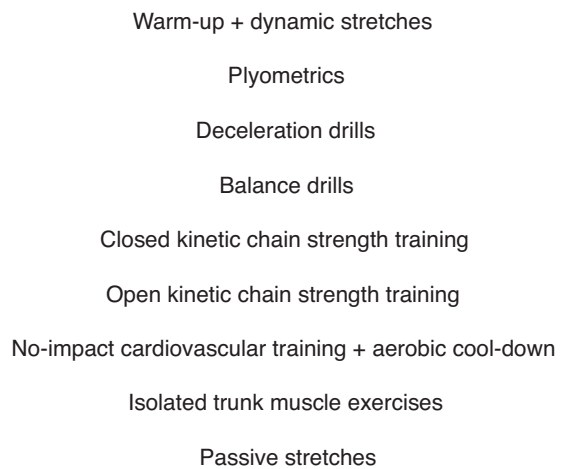 Warm-up + dynamic stretches
Plyometrics
Deceleration drills
Balance drills
Closed kinetic chain strength training
Open kinetic chain strength training
No-impact cardiovascular training + aerobic cool-down
Isolated trunk muscle exercises
Passive stretches